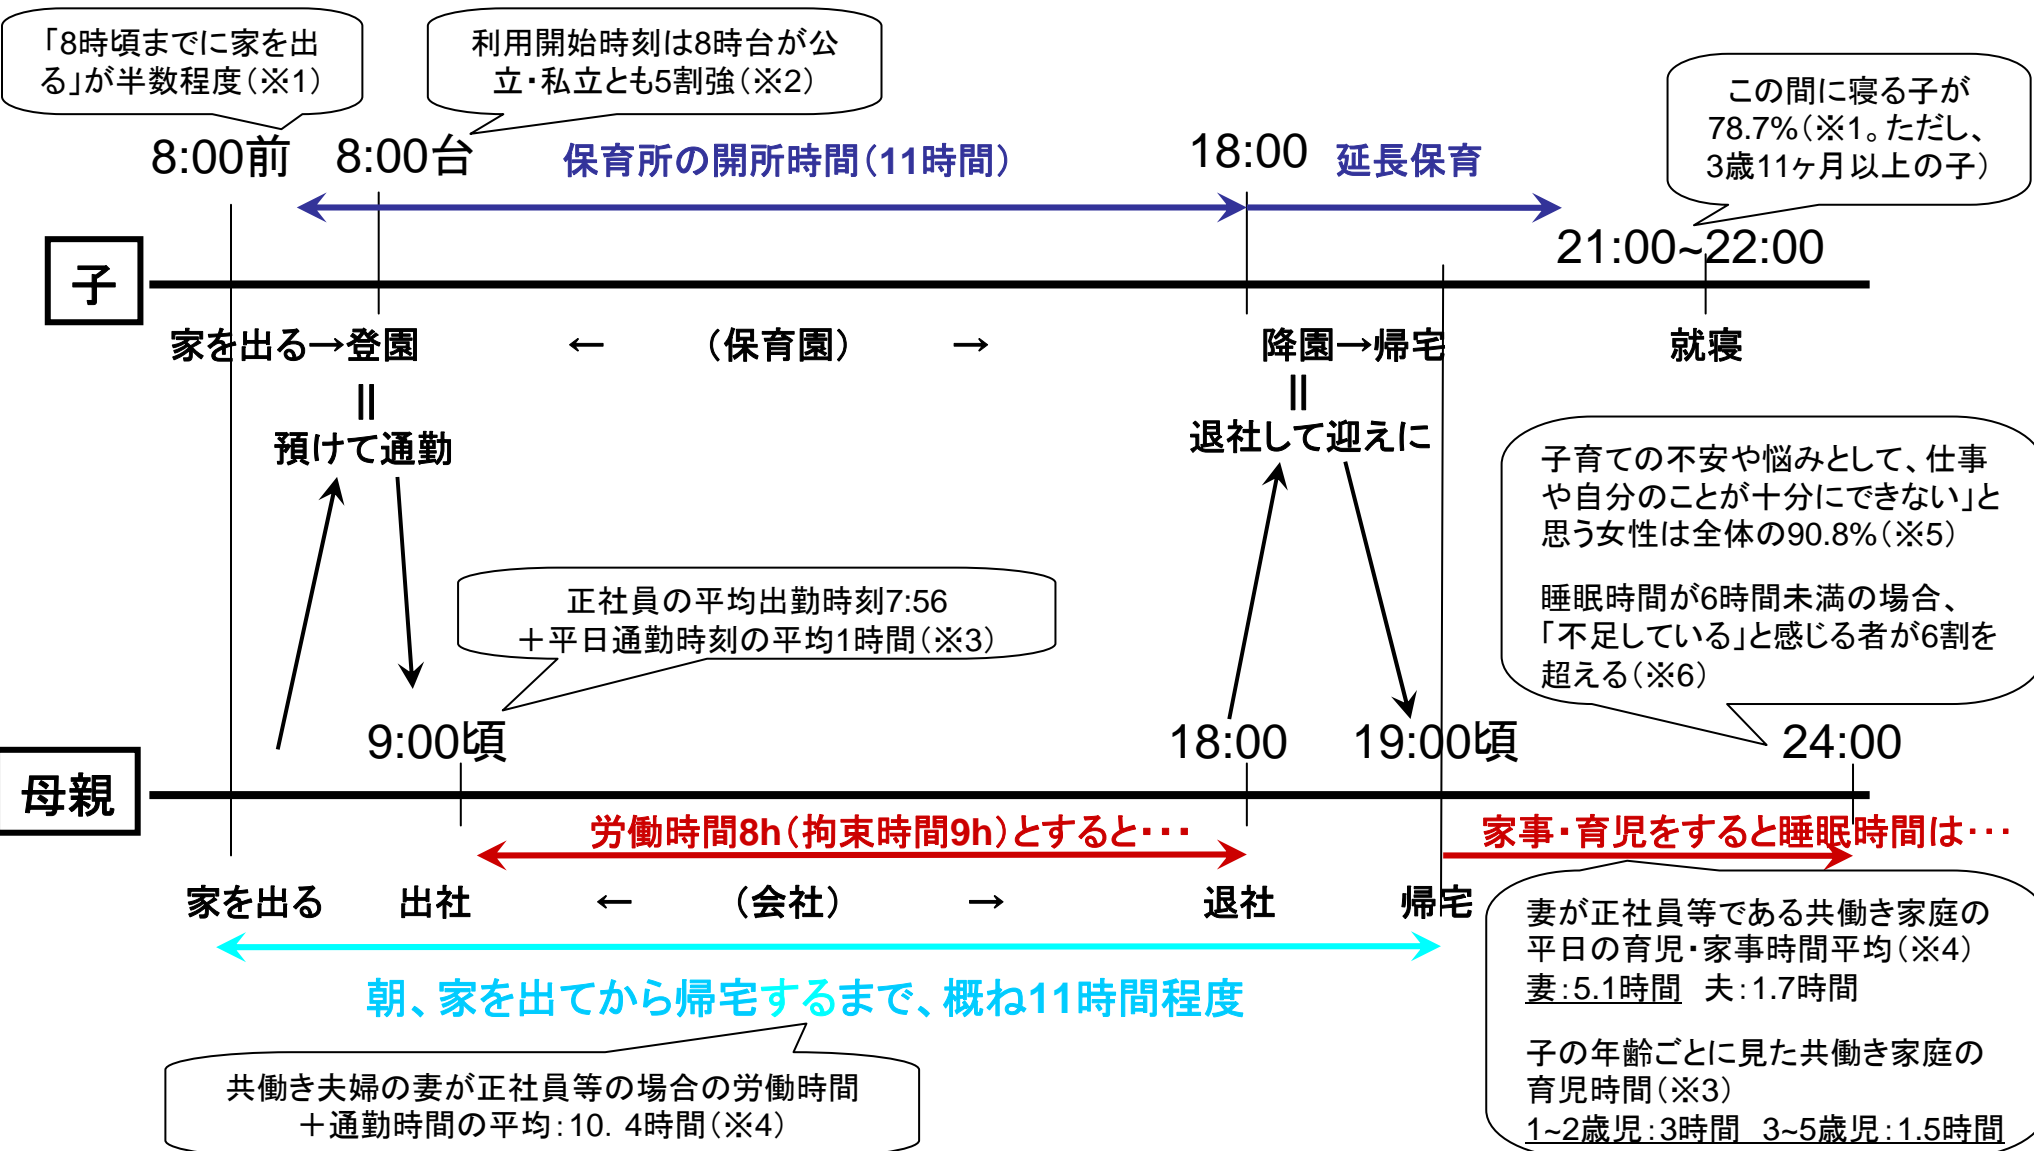 「8時頃までに家を出
る」が半数程度(※1)
利用開始時刻は8時台が公
立・私立とも5割強(※2)
この間に寝る子が
78.7%(※1。ただし、
3歳11ヶ月以上の子)
8:00前
8:00台
保育所の開所時間(11時間)
18:00
延長保育
21:00~22:00
子
家を出る→登園
←
(保育園)
→
降園→帰宅
就寝
||
預けて通勤
||
退社して迎えに
子育ての不安や悩みとして、仕事
や自分のことが十分にできない」と
思う女性は全体の90.8%(※5)
睡眠時間が6時間未満の場合、
「不足している」と感じる者が6割を
超える(※6)
正社員の平均出勤時刻7:56
+平日通勤時刻の平均1時間(※3)
9:00頃
18:00
19:00頃
24:00
母親
労働時間8h(拘束時間9h)とすると・・・
家事・育児をすると睡眠時間は・・・
家を出る
出社
←
(会社)
→
退社
帰宅
朝、家を出てから帰宅するまで、概ね11時間程度
共働き夫婦の妻が正社員等の場合の労働時間
+通勤時間の平均:10. 4時間(※4)
妻が正社員等である共働き家庭の
平日の育児・家事時間平均(※4)
妻:5.1時間 夫:1.7時間
子の年齢ごとに見た共働き家庭の
育児時間(※3)
1~2歳児:3時間 3~5歳児:1.5時間